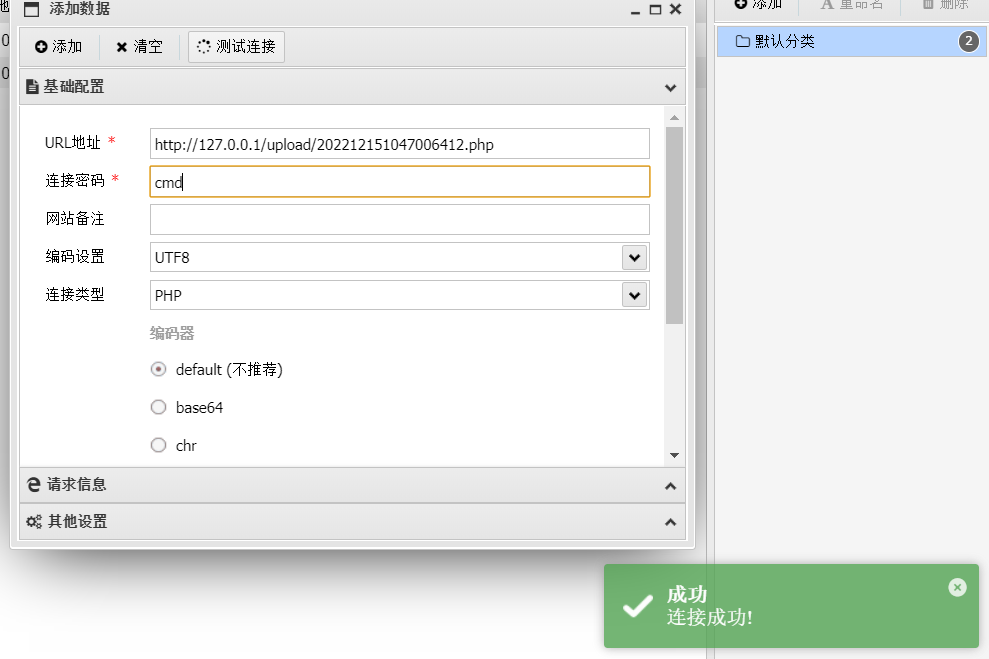 添加数据
添加 清空 测试连接
基础配置
URL地址 *
http://127.0.0.1/upload/202212151047006412.php
连接密码 *
cmd
网站备注
编码设置
UTF8
连接类型
PHP
编码器
default (不推荐)
base64
chr
请求信息
其他设置
添加 重命名 删除
默认分类 2
成功
连接成功!